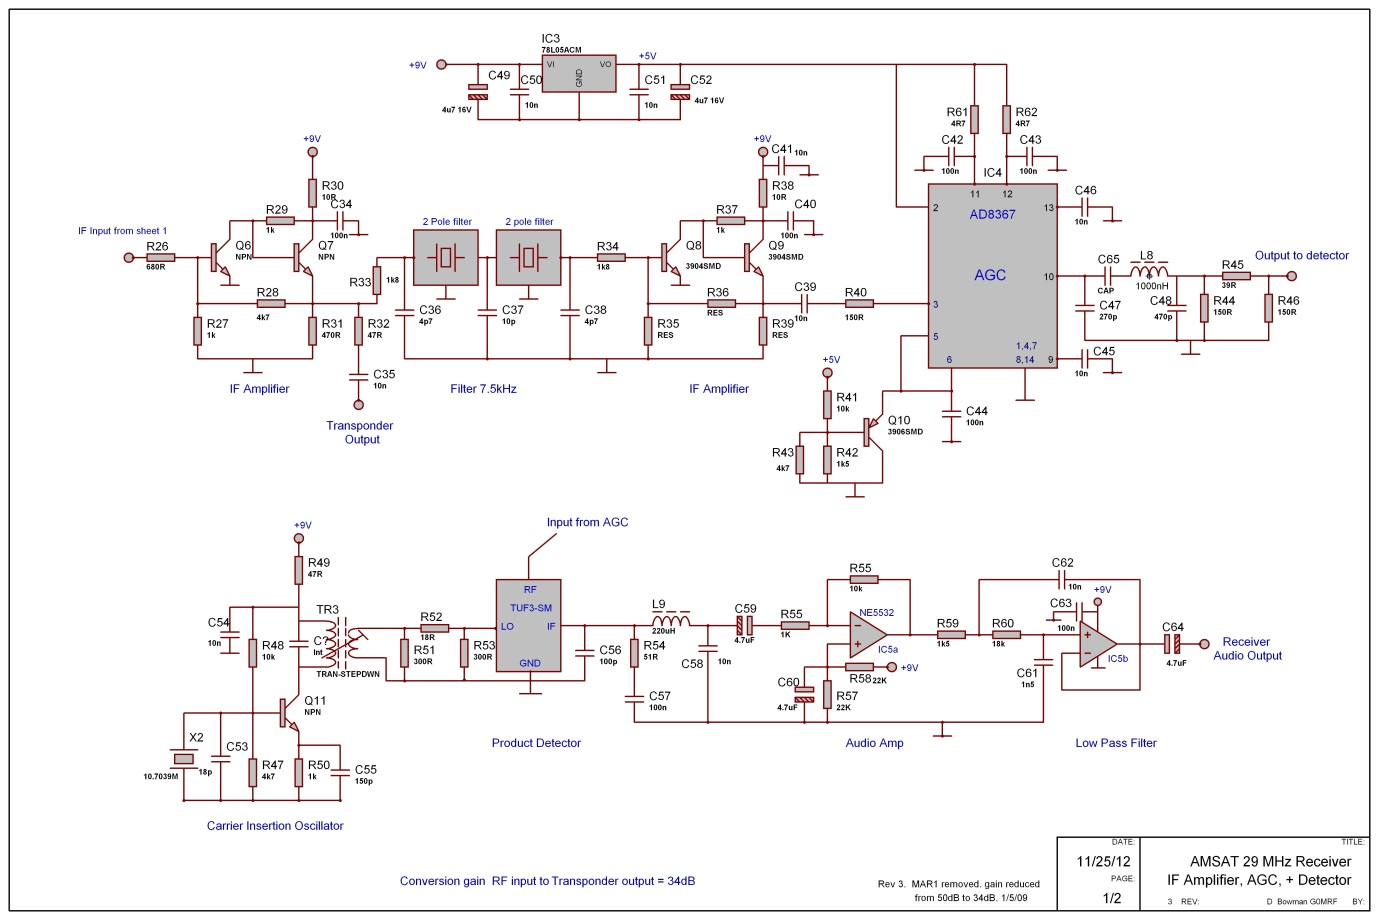 IC3
78L05ACM
+9V
VI
VO
GND
+5V
C49
4u7 16V
C50
10n
C51
10n
C52
4u7 16V
R61
4R7
R62
4R7
C42
100n
C43
100n
IC4
11
12
AD8367
AGC
2
3
5
6
13
10
9
1,4,7
8,14
C46
10n
C45
10n
C65
CAP
L8
1000nH
R45
39R
Output to detector
C47
270p
C48
470p
R44
150R
R46
150R
IF Input from sheet 1
R26
680R
+9V
R30
10R
C34
100n
R29
1k
Q6
NPN
Q7
NPN
R28
4k7
R27
1k
R31
470R
R32
47R
R33
1k8
C35
10n
Transponder
Output
IF Amplifier
2 Pole filter
2 pole filter
C36
4p7
C37
10p
C38
4p7
Filter 7.5kHz
R34
1k8
+9V
C41
10n
R38
10R
C40
100n
R37
1k
Q8
3904SMD
Q9
3904SMD
R36
RES
R35
RES
R39
RES
C39
10n
R40
150R
IF Amplifier
+5V
R41
10k
Q10
3906SMD
R43
4k7
R42
1k5
C44
100n
+9V
R49
47R
C54
10n
R48
10k
C?
Int
TR3
TRAN-STEPDWN
Q11
NPN
X2
10.7039M
C53
18p
R47
4k7
R50
1k
C55
150p
Carrier Insertion Oscillator
R52
18R
R51
300R
R53
300R
Input from AGC
RF
TUF3-SM
LO
IF
GND
C56
100p
Product Detector
L9
220uH
R54
51R
C57
100n
C58
10n
C59
4.7uF
R55
1K
R55
10k
NE5532
IC5a
C60
4.7uF
R58
22K
+9V
R57
22K
Audio Amp
R59
1k5
R60
18k
C62
10n
C63
100n
+9V
C61
1n5
IC5b
C64
4.7uF
Receiver
Audio Output
Low Pass Filter
Conversion gain RF input to Transponder output = 34dB
Rev 3. MAR1 removed. gain reduced
from 50dB to 34dB. 1/5/09
DATE:
11/25/12
PAGE:
1/2
TITLE:
AMSAT 29 MHz Receiver
IF Amplifier, AGC, + Detector
3 REV:
D Bowman G0MRF
BY: